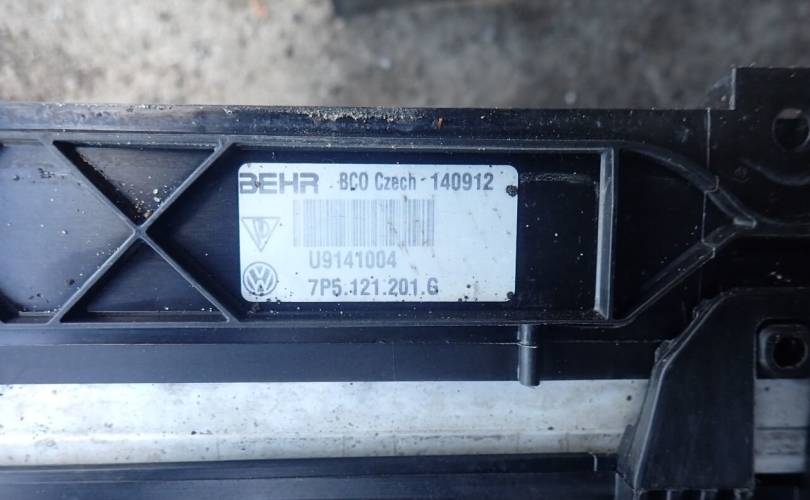 BEHR BCO Czech - 140912
U9141004
7P5.121.201.G